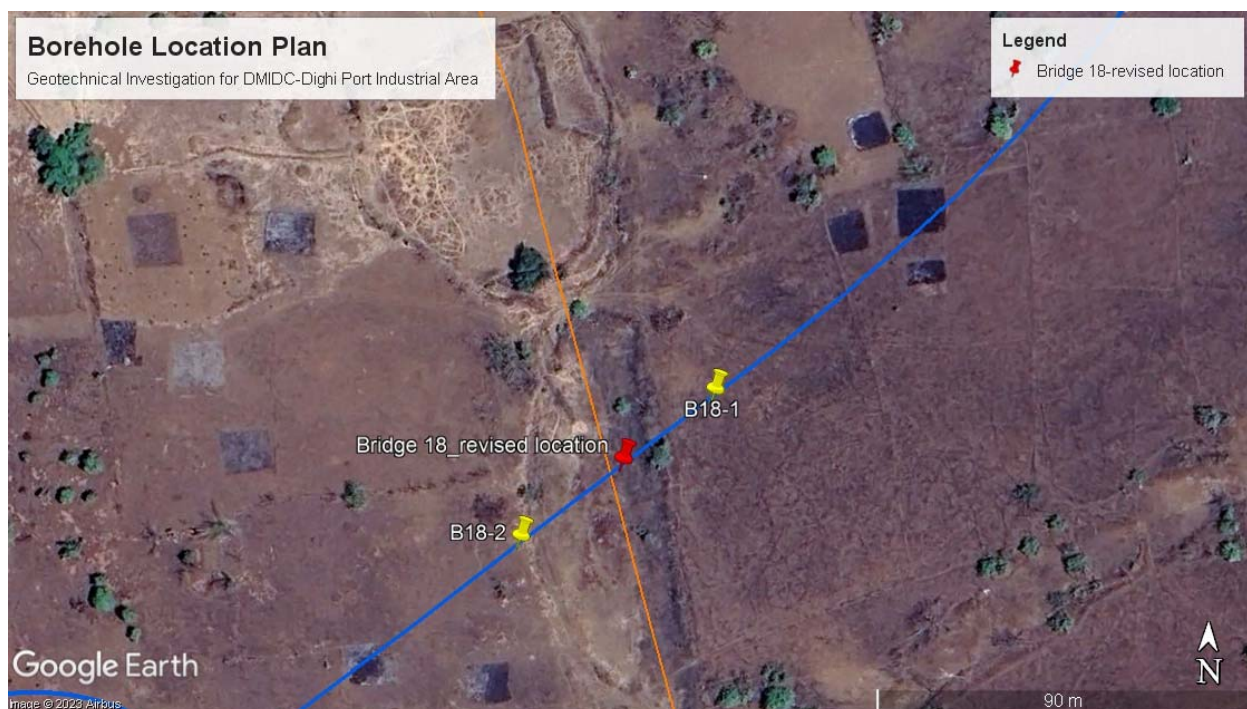 Borehole Location Plan
Geotechnical Investigation for DMIDC-Dighi Port Industrial Area
Legend
Bridge 18-revised location
B18-1
Bridge 18_revised location
B18-2
Google Earth
N
Image © 2023 Airbus
90 m